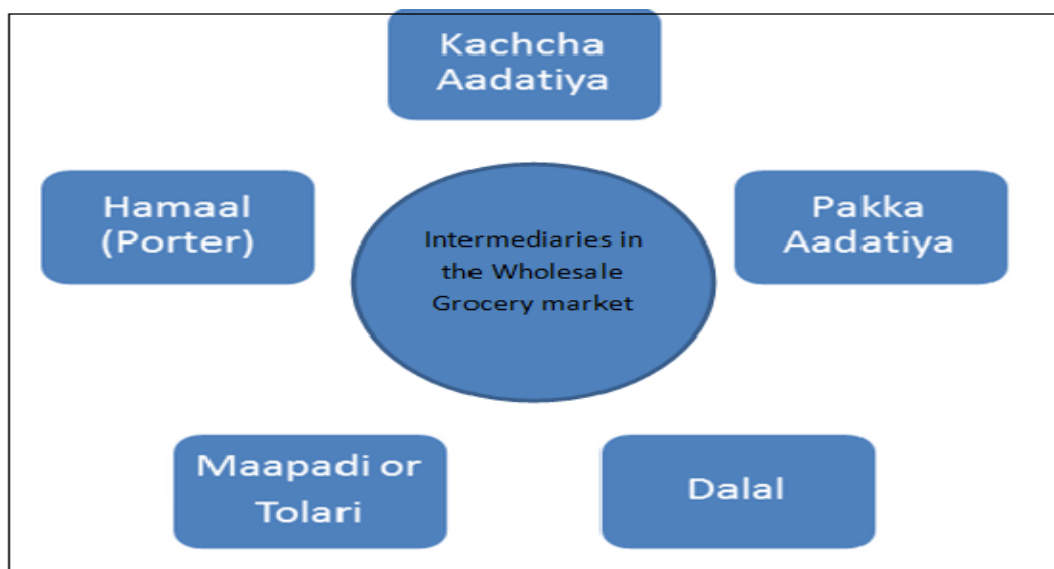 Kachcha
Aadatiya
Hamaal
(Porter)
Pakka
Aadatiya
Intermediaries in
the Wholesale
Grocery market
Maapadi or
Tolari
Dalal